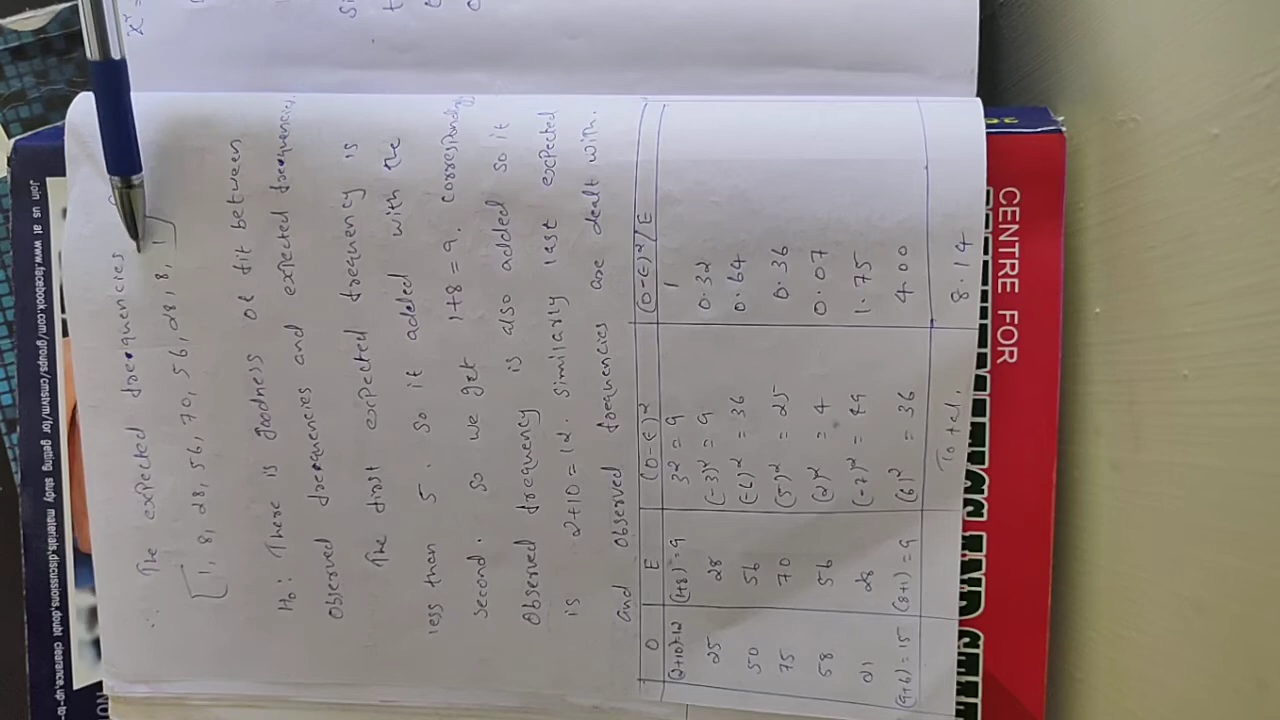 ∴ The expected frequencies
[1, 8, 28, 56, 70, 56, 28, 8, 1]
H₀: There is goodness of fit between
observed frequencies and expected frequencies.
The first expected frequency is
less than 5. So it added with the
second. So we get 1+8=9. corresponding
observed frequency is also added so it
is 2+10=12. Similarly last expected
and observed frequencies are dealt with.
O E (O-E)² (O-E)²/E
(2+10)=12 (1+8)=9 3²=9 1
25 28 (-3)²=9 0.32
50 56 (-6)²=36 0.64
75 70 (5)²=25 0.36
58 56 (2)²=4 0.07
21 28 (-7)²=49 1.75
(9+6)=15 (8+1)=9 (6)²=36 4.00
Total. 8.14
χ² =
CENTRE FOR
Join us at www.facebook.com/groups/cmstvm/for getting study materials,discussions,doubt clearance,up-to-